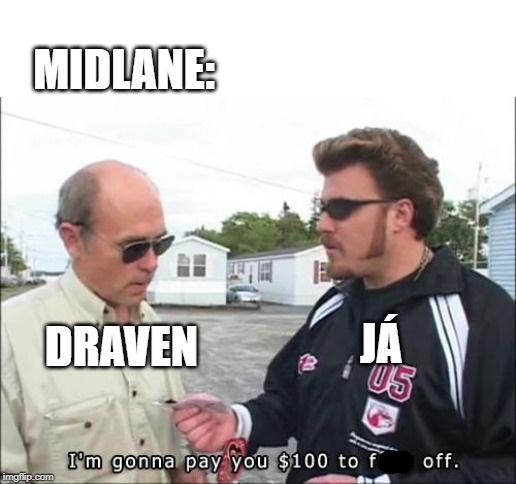 MIDLANE:
DRAVEN
JÁ
05
I'm gonna pay you $100 to f off.
imgflip.com